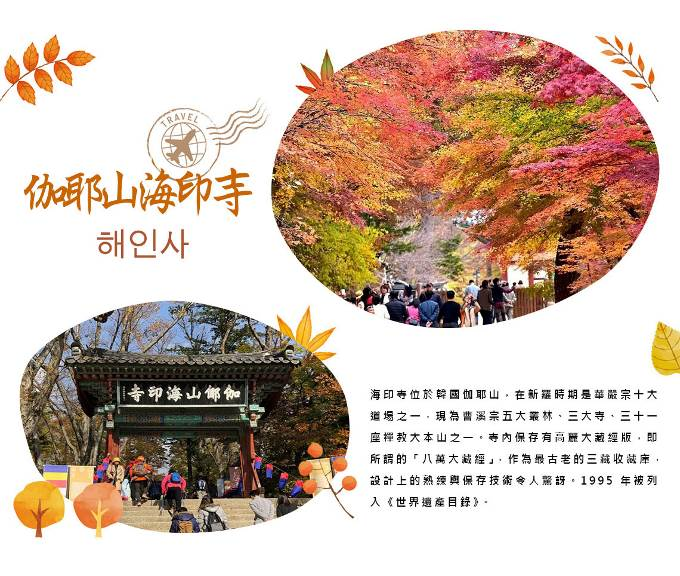 TRAVEL
伽耶山海印寺
해인사
寺印海山倻伽
海印寺位於韓國伽耶山，在新羅時期是華嚴宗十大
道場之一，現為曹溪宗五大叢林、三大寺、三十一
座禪教大本山之一。寺內保存有高麗大藏經版，即
所謂的「八萬大藏經」，作為最古老的三藏收藏庫，
設計上的熟練與保存技術令人驚訝。1995 年被列
入《世界遺產目錄》。